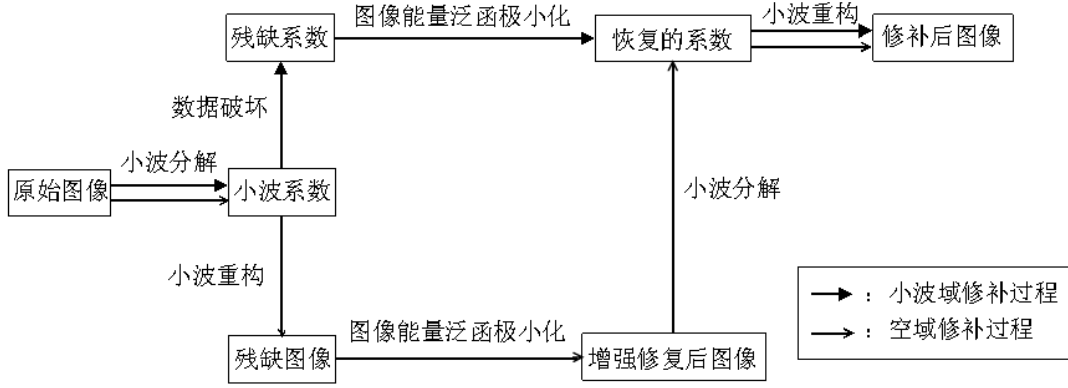 图像能量泛函极小化
小波重构
残缺系数
恢复的系数
修补后图像
数据破坏
小波分解
原始图像
小波系数
小波分解
小波重构
：小波域修补过程
：空域修补过程
图像能量泛函极小化
残缺图像
增强修复后图像